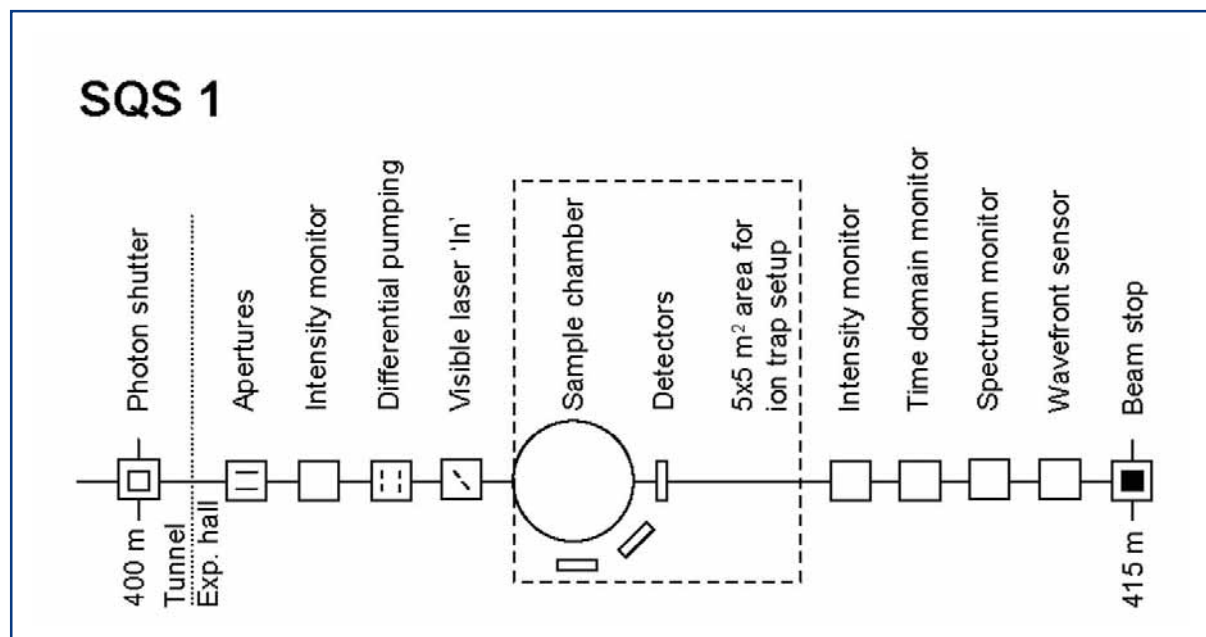 SQS 1
Photon shutter
Apertures
Intensity monitor
Differential pumping
Visible laser 'In'
Sample chamber
Detectors
5x5 m² area for
ion trap setup
Intensity monitor
Time domain monitor
Spectrum monitor
Wavefront sensor
Beam stop
400 m
Tunnel
Exp. hall
415 m